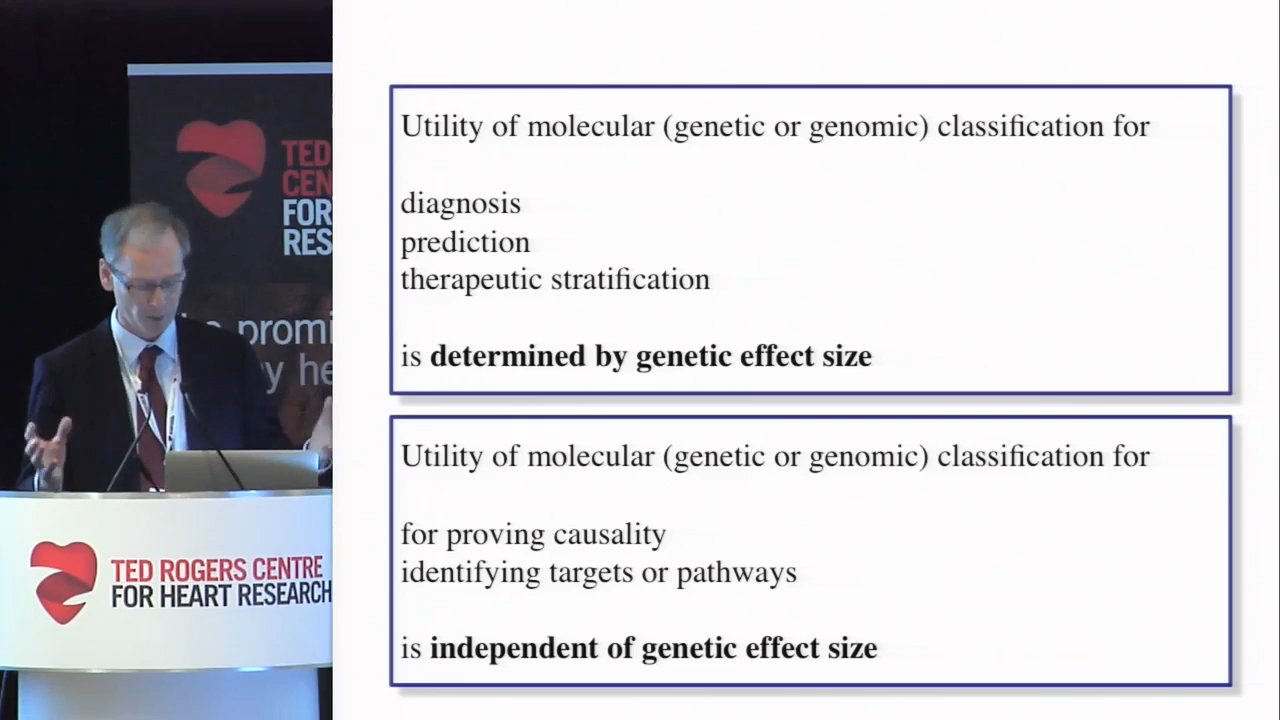 TED
CEN
FOR
RES
promi
y he
TED ROGERS CENTRE
FOR HEART RESEARCH
Utility of molecular (genetic or genomic) classification for
diagnosis
prediction
therapeutic stratification
is determined by genetic effect size
Utility of molecular (genetic or genomic) classification for
for proving causality
identifying targets or pathways
is independent of genetic effect size